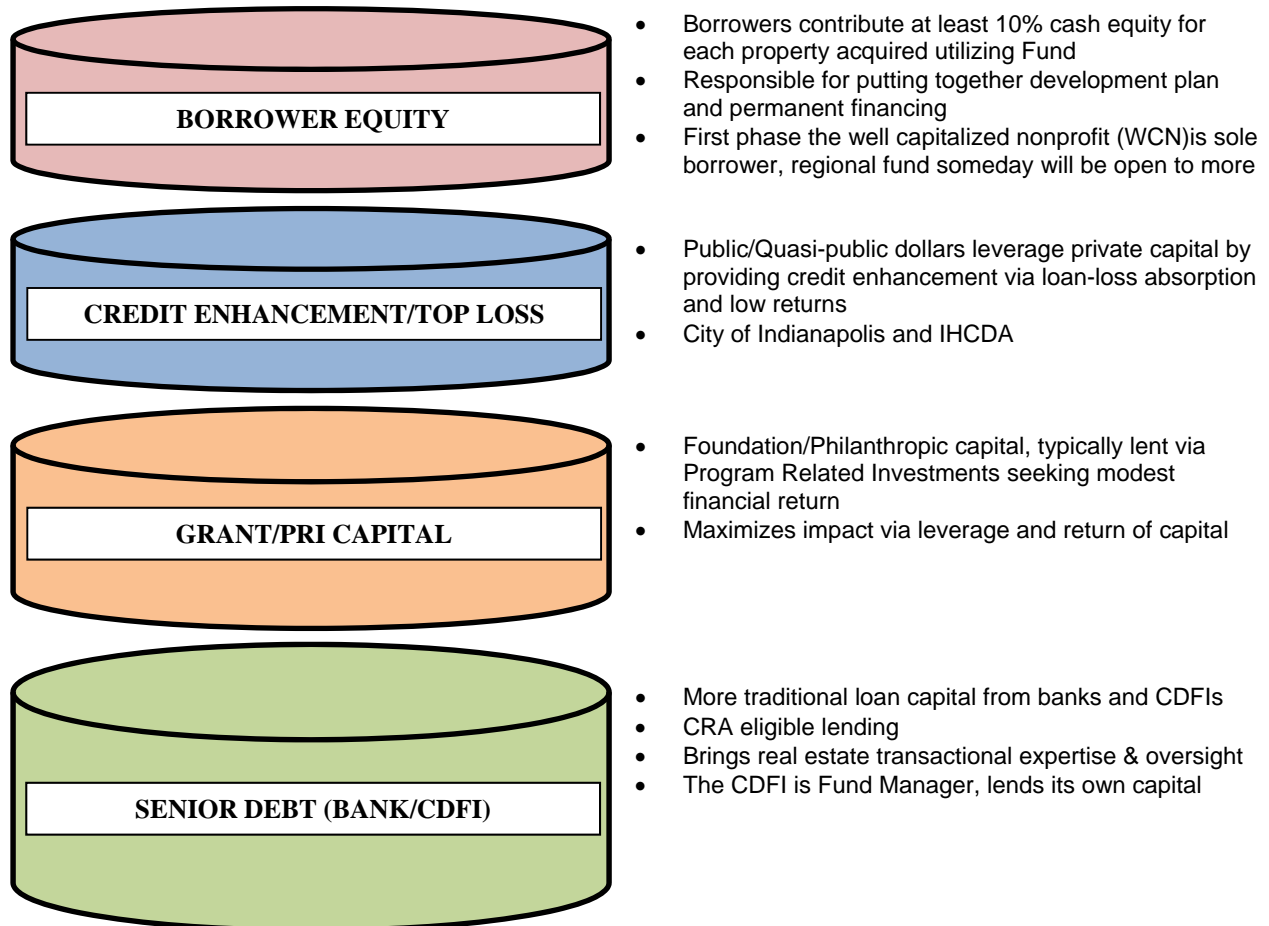 BORROWER EQUITY
• Borrowers contribute at least 10% cash equity for
each property acquired utilizing Fund
• Responsible for putting together development plan
and permanent financing
• First phase the well capitalized nonprofit (WCN)is sole
borrower, regional fund someday will be open to more
CREDIT ENHANCEMENT/TOP LOSS
• Public/Quasi-public dollars leverage private capital by
providing credit enhancement via loan-loss absorption
and low returns
• City of Indianapolis and IHCDA
GRANT/PRI CAPITAL
• Foundation/Philanthropic capital, typically lent via
Program Related Investments seeking modest
financial return
• Maximizes impact via leverage and return of capital
SENIOR DEBT (BANK/CDFI)
• More traditional loan capital from banks and CDFIs
• CRA eligible lending
• Brings real estate transactional expertise & oversight
• The CDFI is Fund Manager, lends its own capital